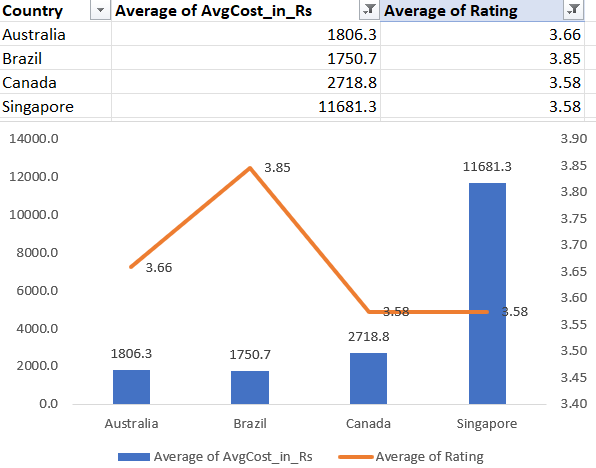 Country Average of AvgCost_in_Rs Average of Rating
Australia 1806.3 3.66
Brazil 1750.7 3.85
Canada 2718.8 3.58
Singapore 11681.3 3.58
14000.0 3.90
12000.0 3.85
10000.0 3.80
8000.0 3.75
6000.0 3.70
4000.0 3.65
2000.0 3.60
0.0 3.55
3.50
3.45
3.40
11681.3
3.85
3.66
3.58 3.58
2718.8
1806.3 1750.7
Australia Brazil Canada Singapore
Average of AvgCost_in_Rs Average of Rating